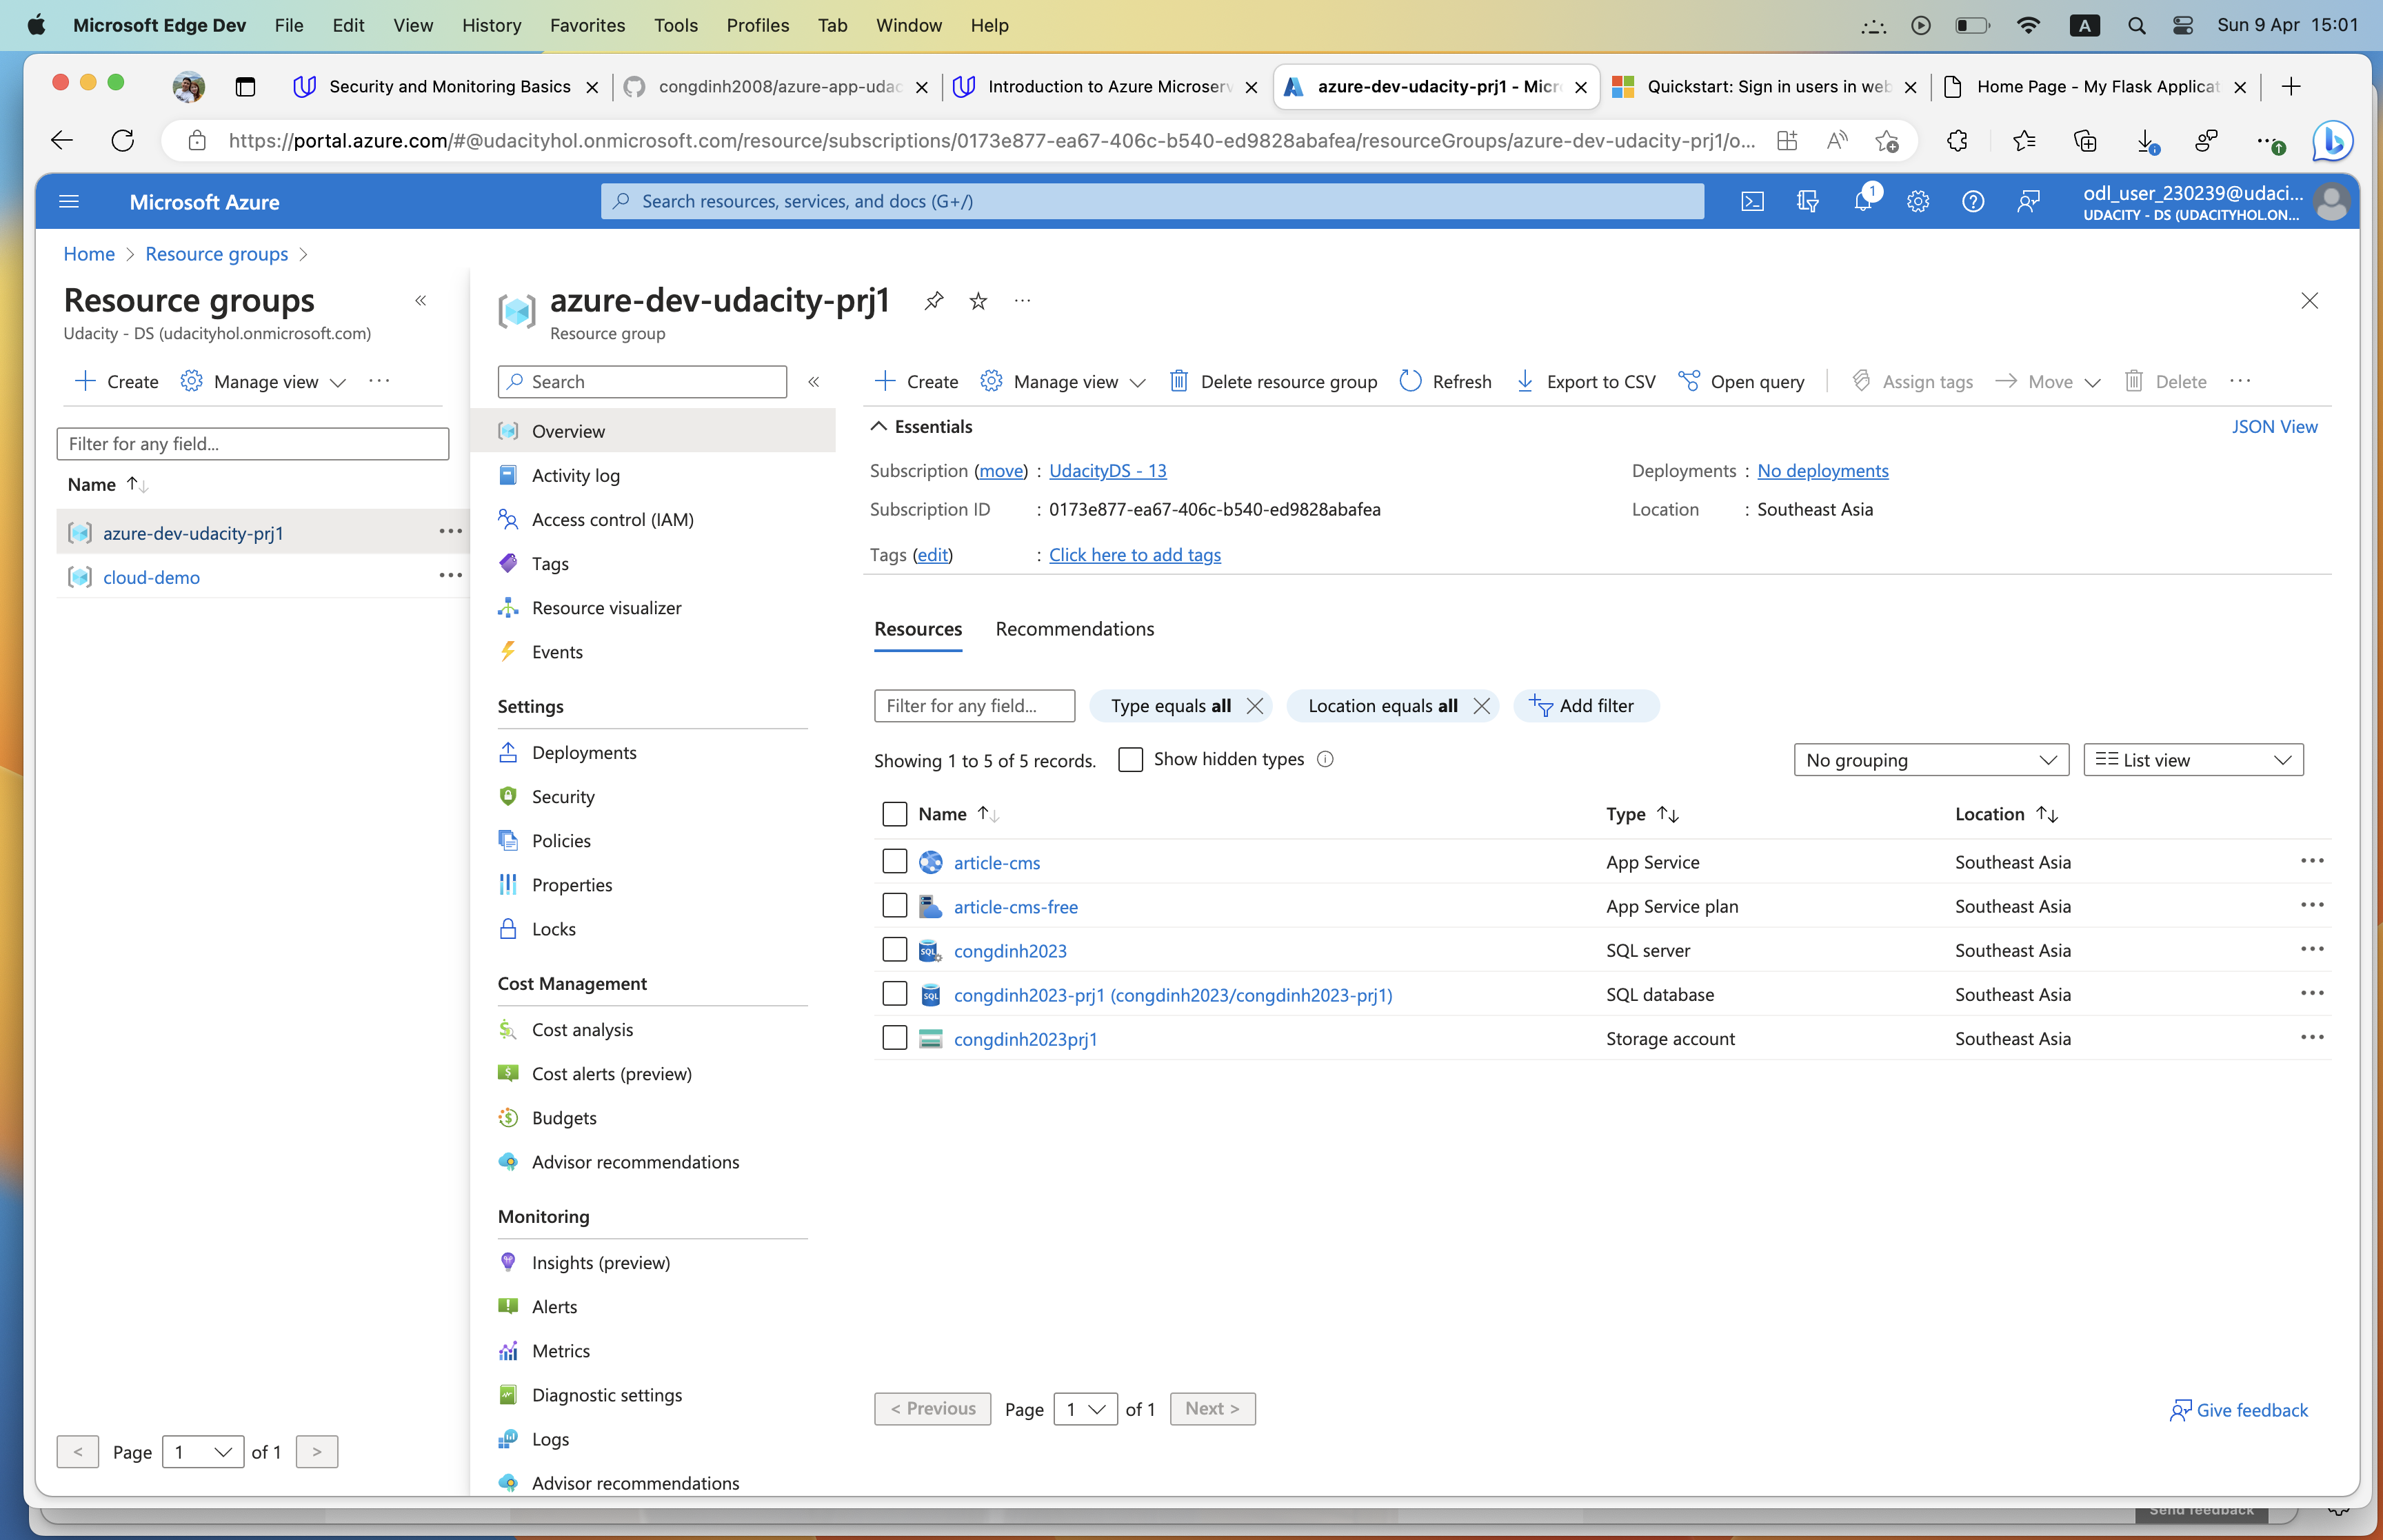 Microsoft Edge Dev File Edit View History Favorites Tools Profiles Tab Window Help A Sun 9 Apr 15:01
Security and Monitoring Basics congdinh2008/azure-app-udac Introduction to Azure Microserv azure-dev-udacity-prj1 - Micro Quickstart: Sign in users in web Home Page - My Flask Applicat
https://portal.azure.com/#@udacityhol.onmicrosoft.com/resource/subscriptions/0173e877-ea67-406c-b540-ed9828abafea/resourceGroups/azure-dev-udacity-prj1/o...
Microsoft Azure
Search resources, services, and docs (G+/)
1
odl_user_230239@udaci...
UDACITY - DS (UDACITYHOL.ON...
Home > Resource groups >
Resource groups
Udacity - DS (udacityhol.onmicrosoft.com)
Create Manage view
Filter for any field...
Name
azure-dev-udacity-prj1
cloud-demo
< Page 1 of 1 >
azure-dev-udacity-prj1
Resource group
Search
Overview
Activity log
Access control (IAM)
Tags
Resource visualizer
Events
Settings
Deployments
Security
Policies
Properties
Locks
Cost Management
Cost analysis
Cost alerts (preview)
Budgets
Advisor recommendations
Monitoring
Insights (preview)
Alerts
Metrics
Diagnostic settings
Logs
Advisor recommendations
Create Manage view Delete resource group Refresh Export to CSV Open query Assign tags Move Delete
Essentials JSON View
Subscription (move) : UdacityDS - 13 Deployments : No deployments
Subscription ID : 0173e877-ea67-406c-b540-ed9828abafea Location : Southeast Asia
Tags (edit) : Click here to add tags
Resources Recommendations
Filter for any field... Type equals all Location equals all Add filter
Showing 1 to 5 of 5 records. Show hidden types No grouping List view
Name Type Location
article-cms App Service Southeast Asia
article-cms-free App Service plan Southeast Asia
congdinh2023 SQL server Southeast Asia
congdinh2023-prj1 (congdinh2023/congdinh2023-prj1) SQL database Southeast Asia
congdinh2023prj1 Storage account Southeast Asia
< Previous Page 1 of 1 Next >
Give feedback
Send feedback